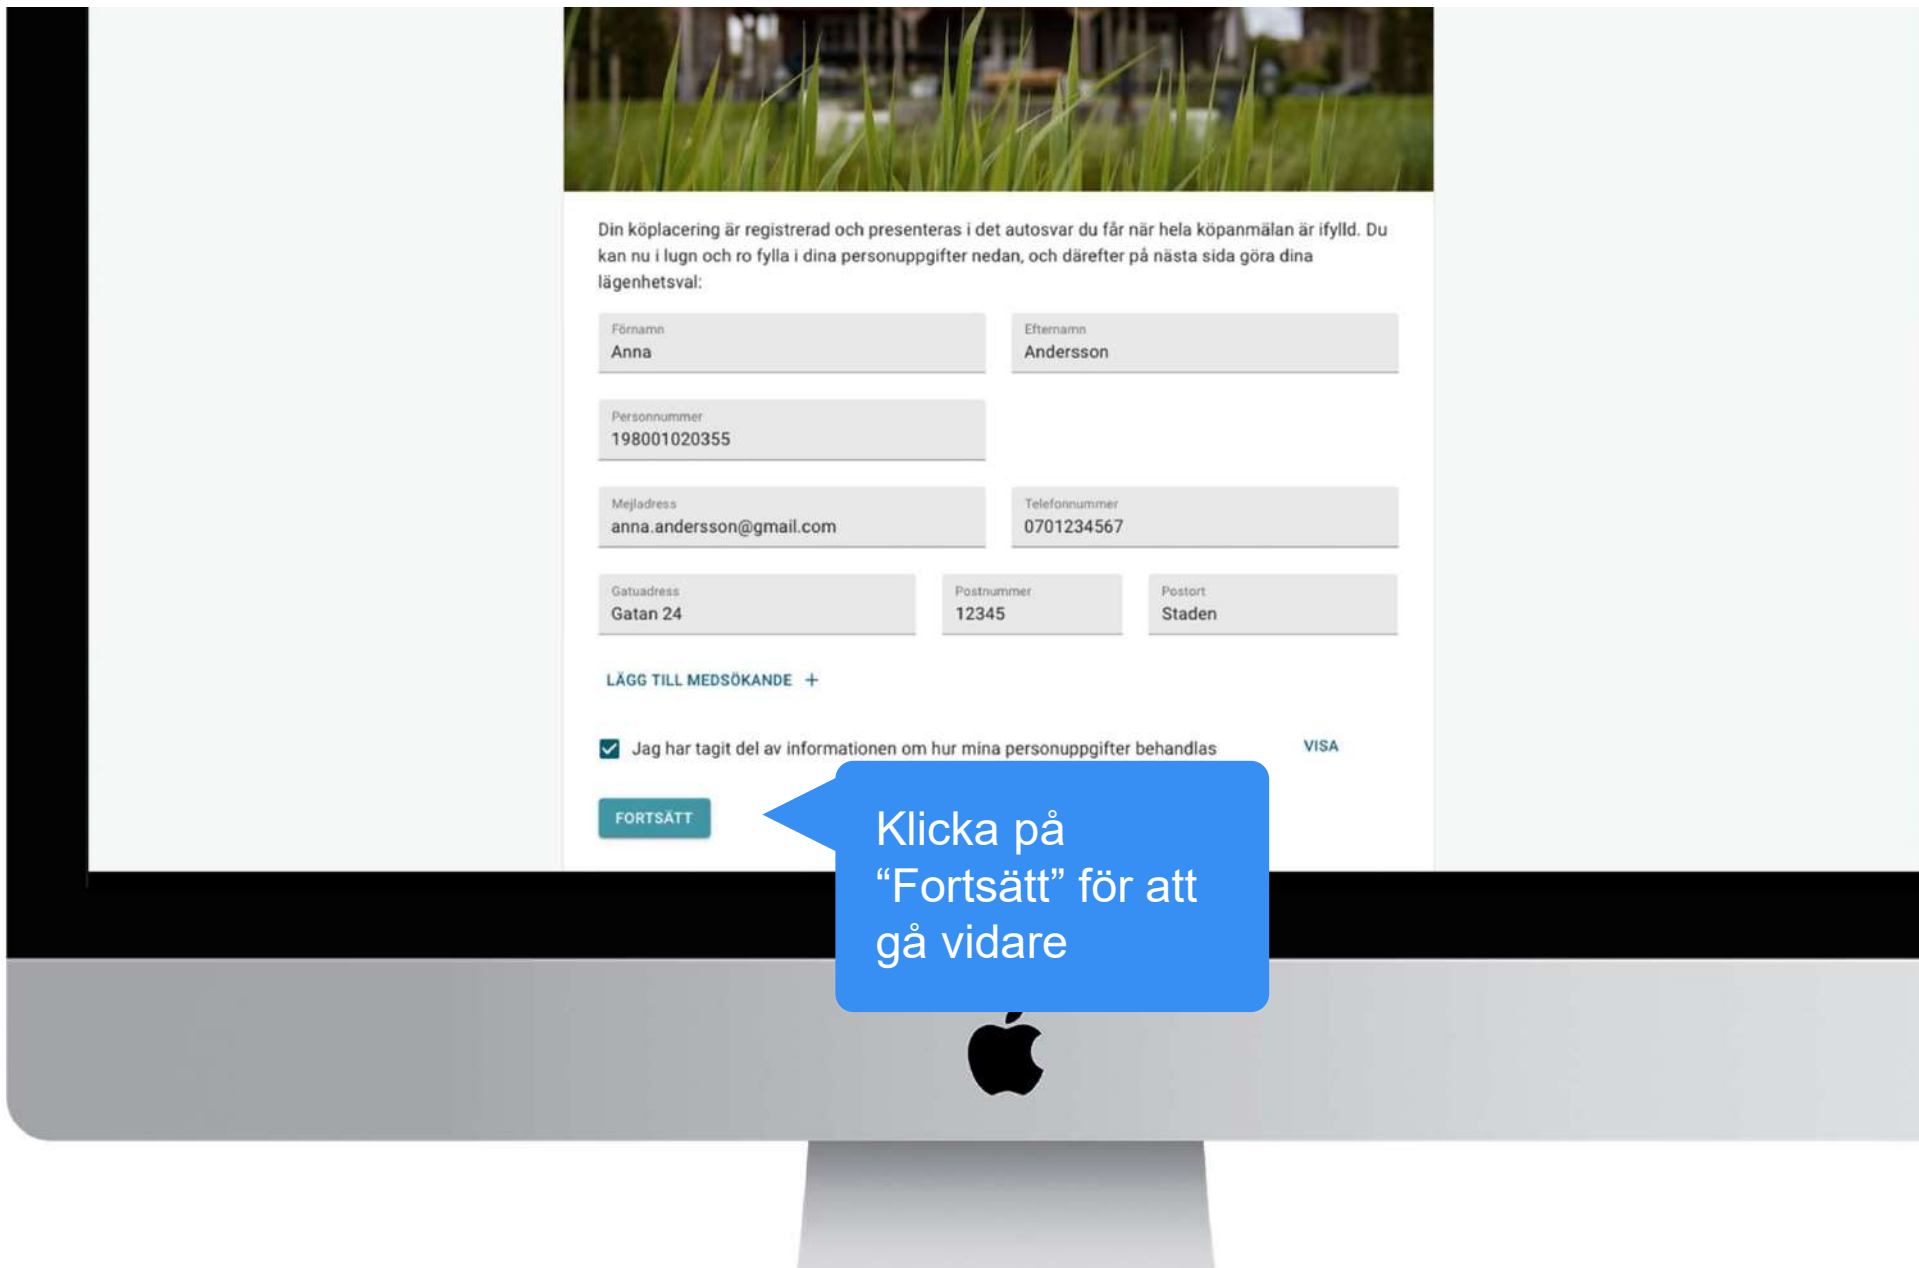 Din köplacering är registrerad och presenteras i det autosvar du får när hela köpanmälan är ifylld. Du
kan nu i lugn och ro fylla i dina personuppgifter nedan, och därefter på nästa sida göra dina
lägenhetsval:
Förnamn
Anna
Efternamn
Andersson
Personnummer
198001020355
Mejladress
anna.andersson@gmail.com
Telefonnummer
0701234567
Gatuadress
Gatan 24
Postnummer
12345
Postort
Staden
LÄGG TILL MEDSÖKANDE +
Jag har tagit del av informationen om hur mina personuppgifter behandlas
VISA
FORTSÄTT
Klicka på
“Fortsätt” för att
gå vidare